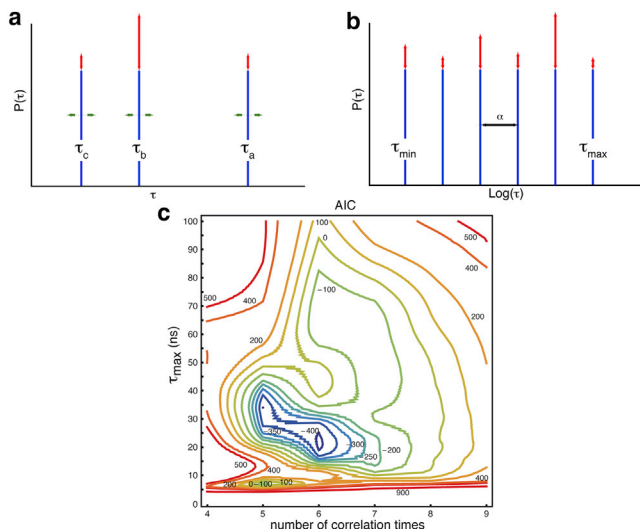 a
P(τ)
τc
τb
τa
τ
b
P(τ)
α
τmin
τmax
Log(τ)
c
AIC
τmax (ns)
100
90
80
70
60
50
40
30
20
10
0
100
0
-100
500
400
500
400
200
-350
-400
-300
-250
-200
500
400
200
0-100
100
900
400
4
5
6
7
8
9
number of correlation times